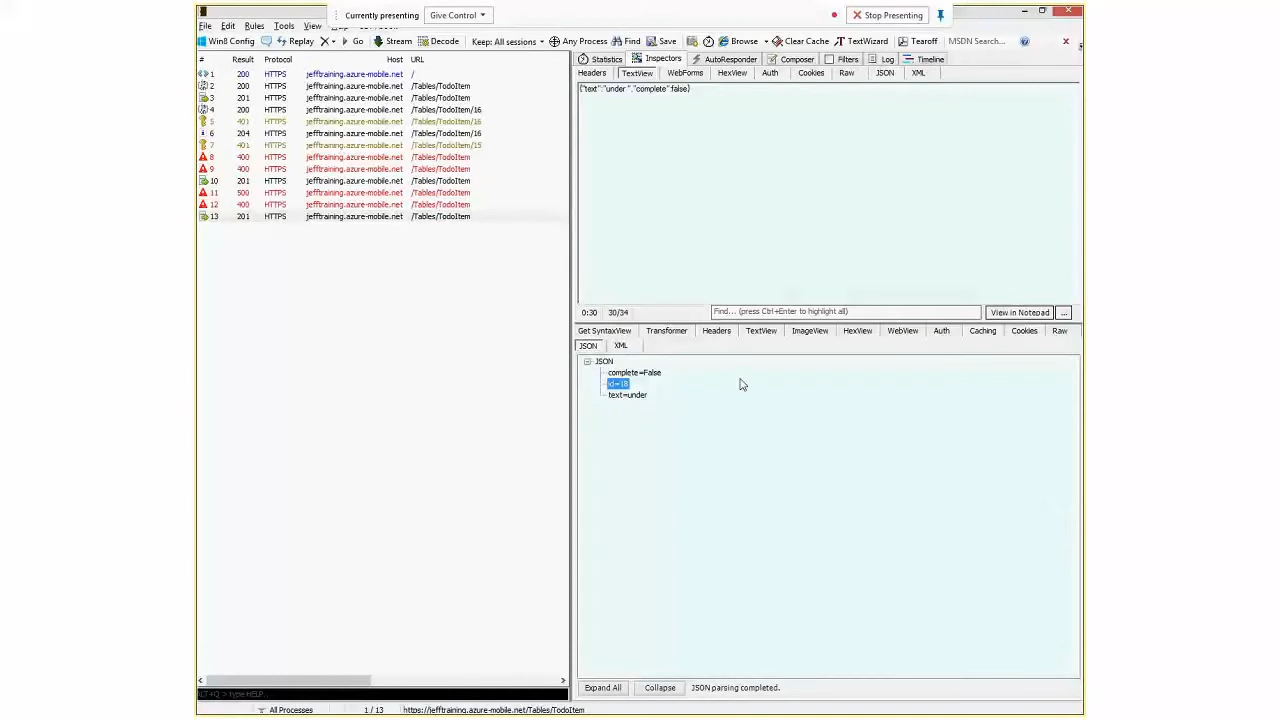 Currently presenting
Give Control
Stop Presenting
File Edit Rules Tools View
Win8 Config Replay Go Stream Decode Keep: All sessions Any Process Find Save Browse Clear Cache TextWizard Tearoff MSDN Search...
# Result Protocol Host URL
1 200 HTTPS jefftraining.azure-mobile.net /
2 200 HTTPS jefftraining.azure-mobile.net /Tables/TodoItem
3 201 HTTPS jefftraining.azure-mobile.net /Tables/TodoItem
4 200 HTTPS jefftraining.azure-mobile.net /Tables/TodoItem/16
5 401 HTTPS jefftraining.azure-mobile.net /Tables/TodoItem/16
6 204 HTTPS jefftraining.azure-mobile.net /Tables/TodoItem/16
7 401 HTTPS jefftraining.azure-mobile.net /Tables/TodoItem/15
8 400 HTTPS jefftraining.azure-mobile.net /Tables/TodoItem
9 400 HTTPS jefftraining.azure-mobile.net /Tables/TodoItem
10 201 HTTPS jefftraining.azure-mobile.net /Tables/TodoItem
11 500 HTTPS jefftraining.azure-mobile.net /Tables/TodoItem
12 400 HTTPS jefftraining.azure-mobile.net /Tables/TodoItem
13 201 HTTPS jefftraining.azure-mobile.net /Tables/TodoItem
Statistics Inspectors AutoResponder Composer Filters Log Timeline
Headers TextView WebForms HexView Auth Cookies Raw JSON XML
{"text":"under ","complete":false}
0:30 30/34 Find... (press Ctrl+Enter to highlight all) View in Notepad ...
Get SyntaxView Transformer Headers TextView ImageView HexView WebView Auth Caching Cookies Raw
JSON XML
JSON
complete=False
id=18
text=under
Expand All Collapse JSON parsing completed.
ALT+Q > type HELP...
All Processes 1 / 13 https://jefftraining.azure-mobile.net/Tables/TodoItem